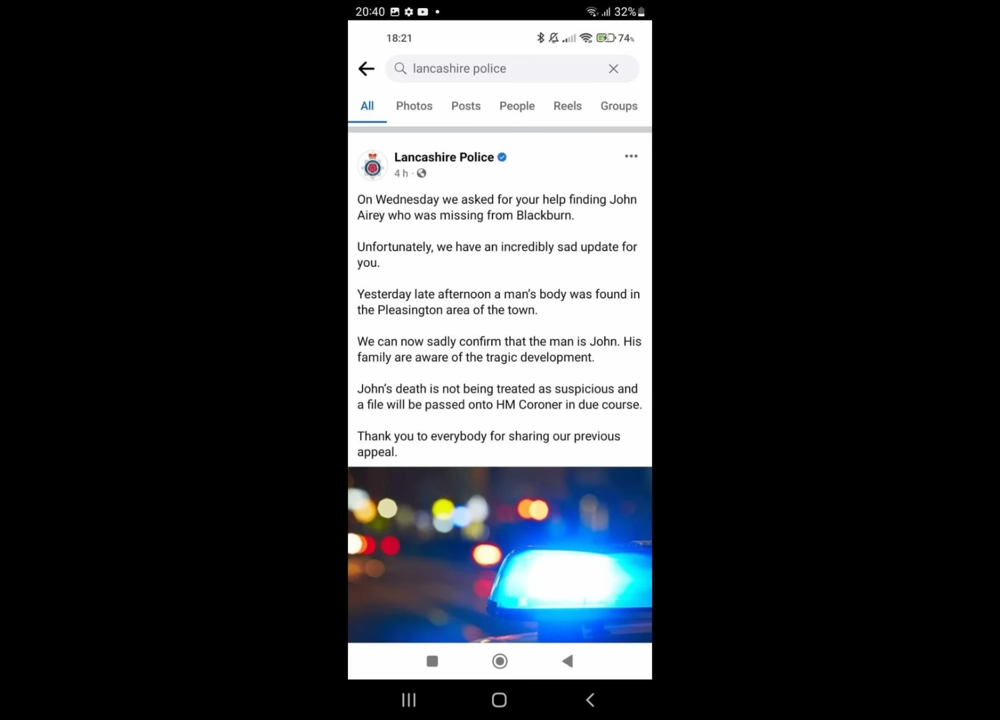 20:40
32%
18:21
74%
lancashire police
All Photos Posts People Reels Groups
Lancashire Police
4 h ·
On Wednesday we asked for your help finding John
Airey who was missing from Blackburn.
Unfortunately, we have an incredibly sad update for
you.
Yesterday late afternoon a man's body was found in
the Pleasington area of the town.
We can now sadly confirm that the man is John. His
family are aware of the tragic development.
John's death is not being treated as suspicious and
a file will be passed onto HM Coroner in due course.
Thank you to everybody for sharing our previous
appeal.